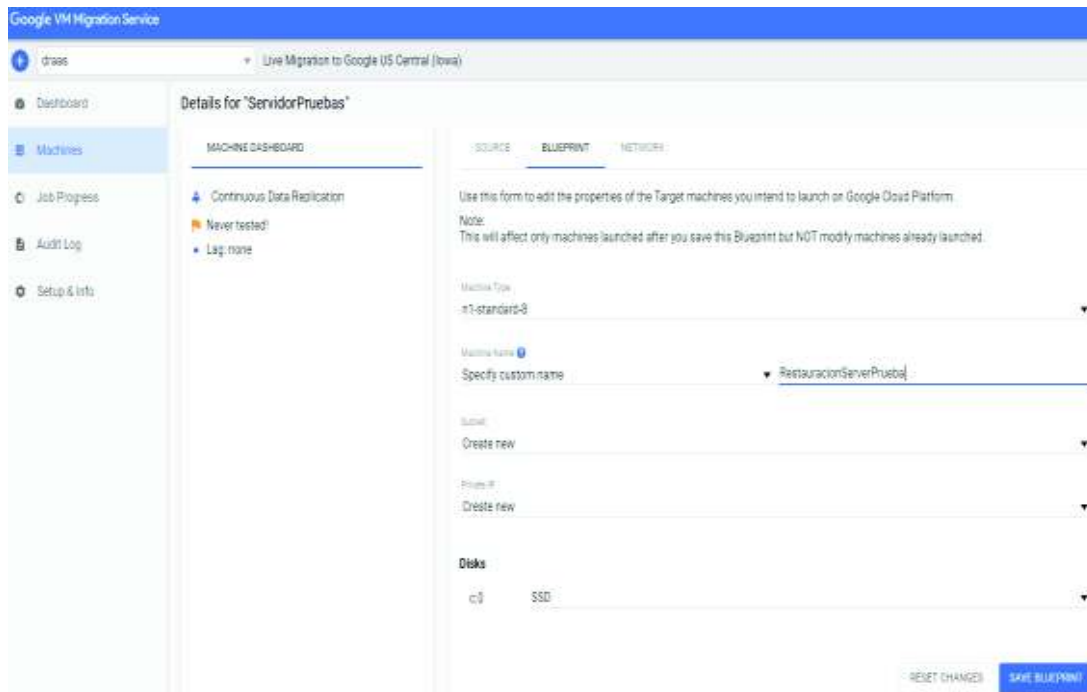 Google VM Migration Service
draas
Live Migration to Google US Central (Iowa)
Dashboard
Machines
Job Progress
Audit Log
Setup & Info
Details for "ServidorPruebas"
MACHINE DASHBOARD
Continuous Data Replication
Never tested!
Lag: none
SOURCE BLUEPRINT NETWORK
Use this form to edit the properties of the Target machines you intend to launch on Google Cloud Platform.
Note:
This will affect only machines launched after you save this Blueprint but NOT modify machines already launched.
Machine Type
n1-standard-8
Machine Name
Specify custom name
RestauracionServerPrueba
Subnet
Create new
Private IP
Create new
Disks
c:0 SSD
RESET CHANGES SAVE BLUEPRINT